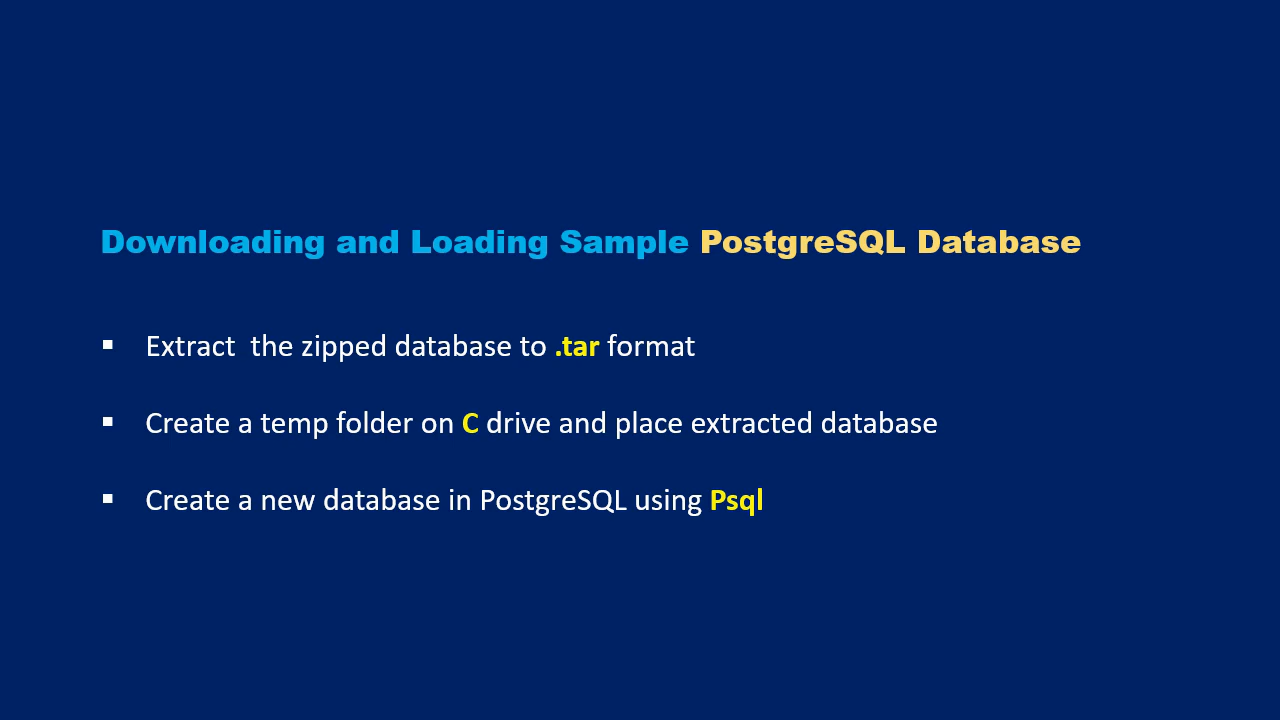 Downloading and Loading Sample PostgreSQL Database
▪ Extract  the zipped database to .tar format
▪ Create a temp folder on C drive and place extracted database
▪ Create a new database in PostgreSQL using Psql